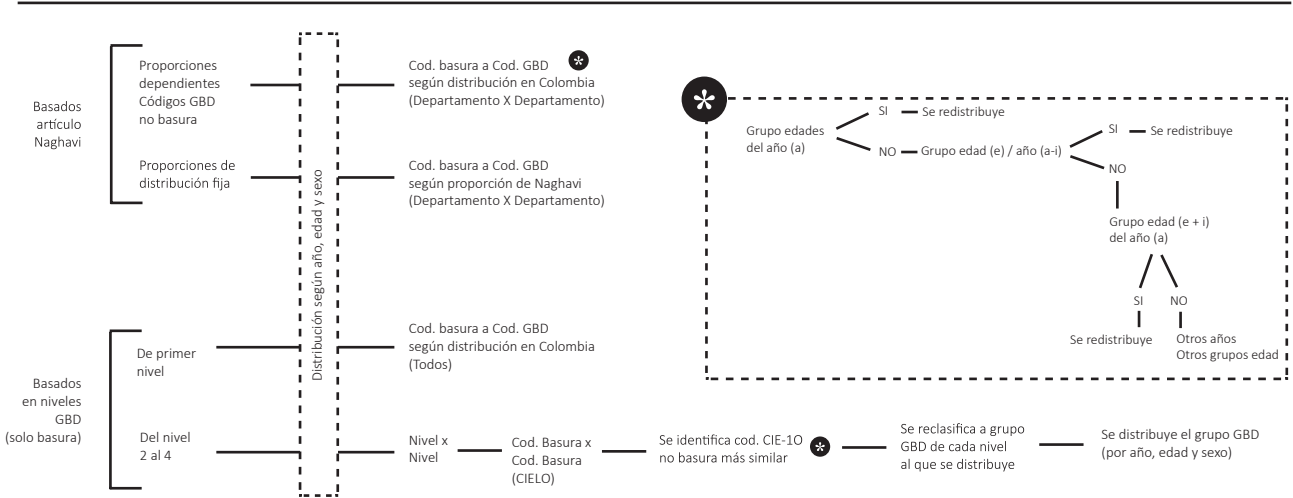 Basados
artículo
Naghavi
Proporciones
dependientes
Códigos GBD
no basura
Proporciones de
distribución fija
Distribución según año, edad y sexo
Cod. basura a Cod. GBD
según distribución en Colombia
(Departamento X Departamento)
*
Cod. basura a Cod. GBD
según proporción de Naghavi
(Departamento X Departamento)
*
Grupo edades
del año (a)
SI
Se redistribuye
NO
Grupo edad (e) / año (a-i)
SI
Se redistribuye
NO
Grupo edad (e + i)
del año (a)
SI
NO
Se redistribuye
Otros años
Otros grupos edad
Basados
en niveles
GBD
(solo basura)
De primer
nivel
Cod. basura a Cod. GBD
según distribución en Colombia
(Todos)
Del nivel
2 al 4
Nivel x
Nivel
Cod. Basura x
Cod. Basura
(CIELO)
Se identifica cod. CIE-1O
no basura más similar
*
Se reclasifica a grupo
GBD de cada nivel
al que se distribuye
Se distribuye el grupo GBD
(por año, edad y sexo)